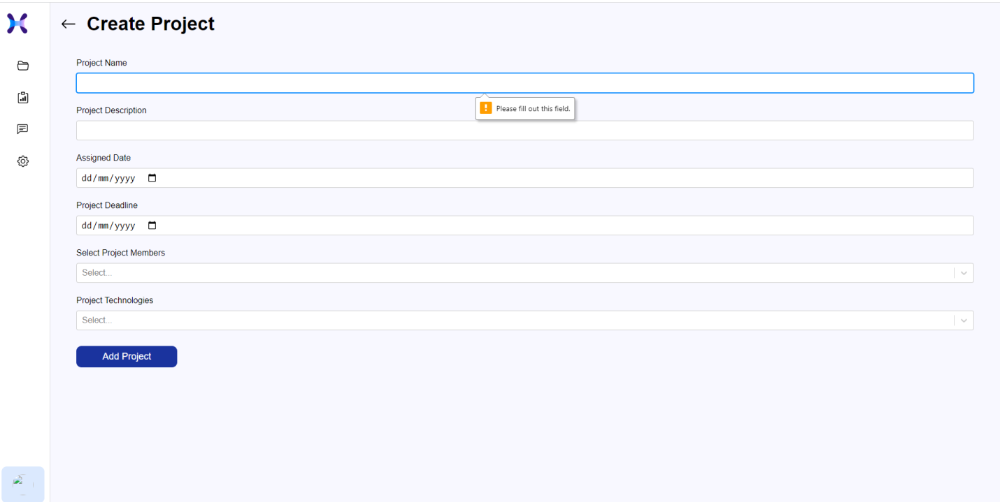 Create Project
Project Name
Please fill out this field.
Project Description
Assigned Date
dd/mm/yyyy
Project Deadline
dd/mm/yyyy
Select Project Members
Select...
Project Technologies
Select...
Add Project